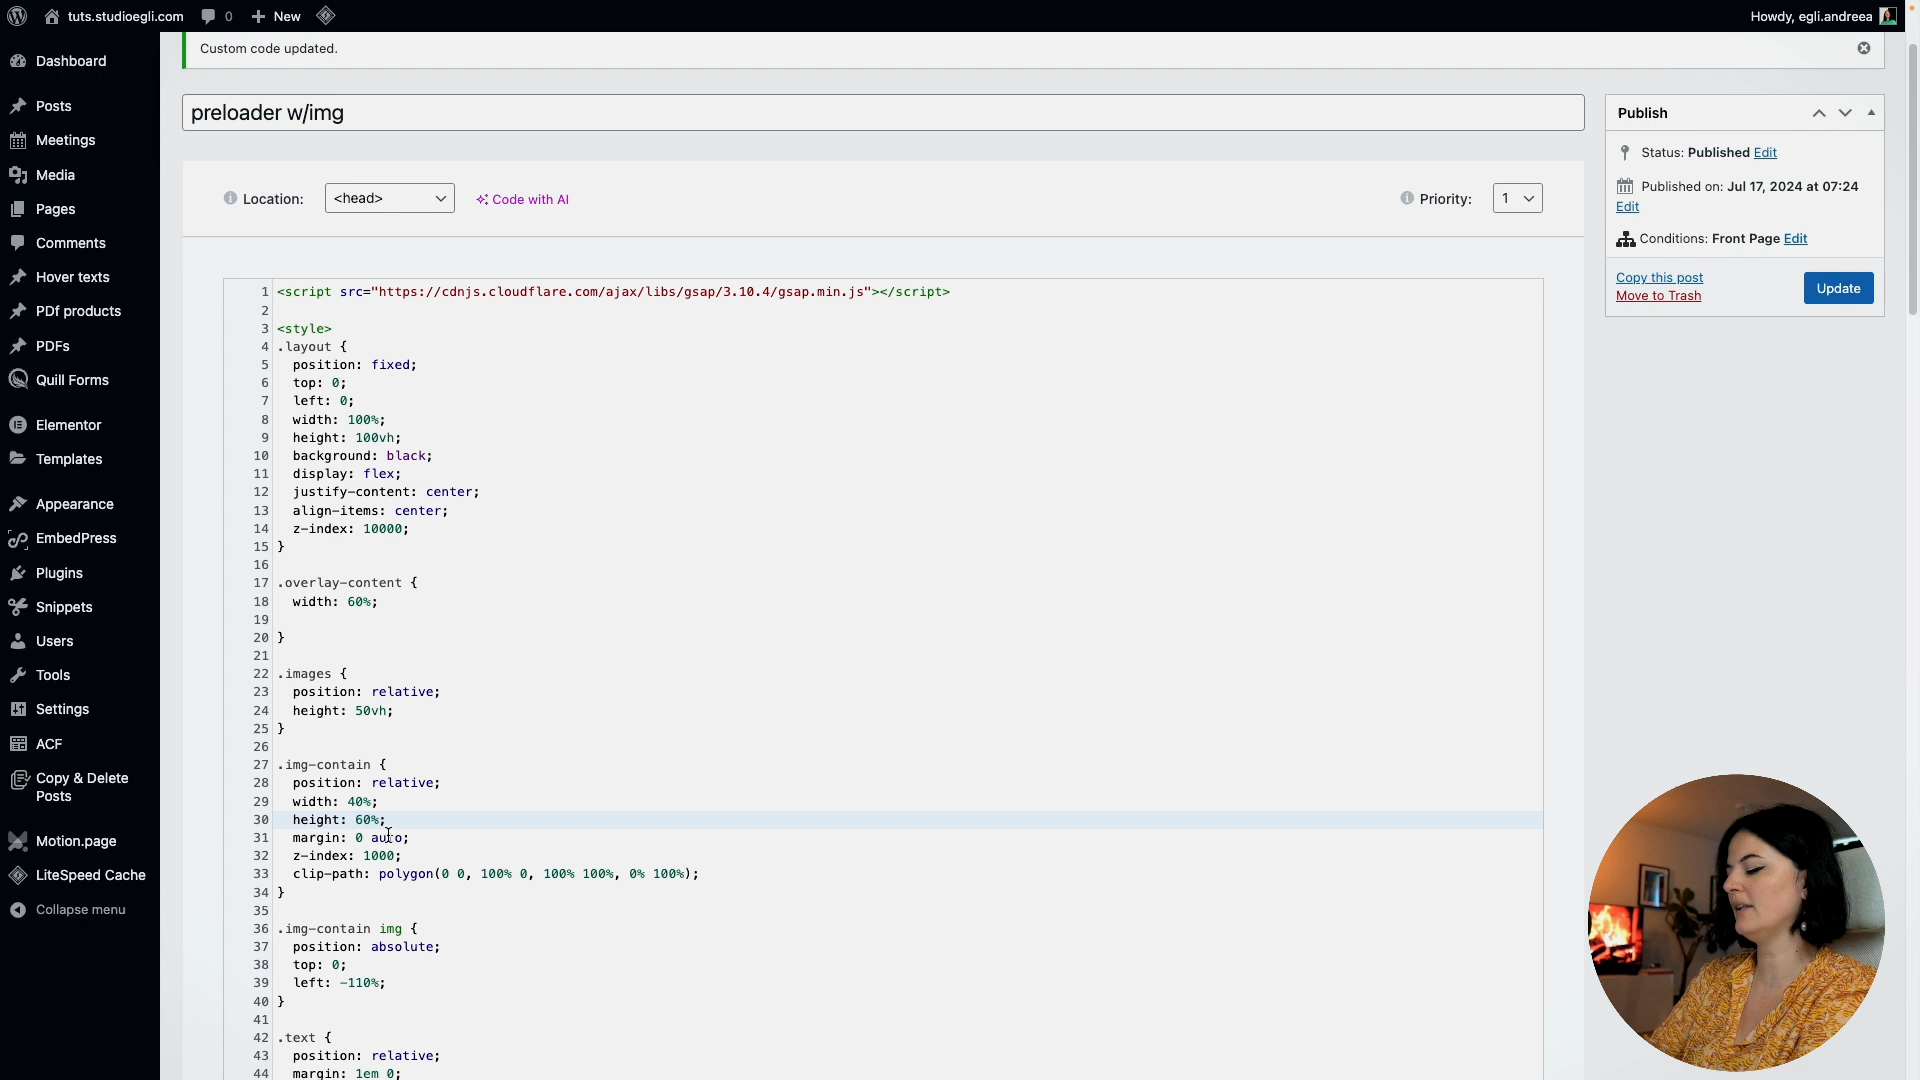 tuts.studioegli.com 0 New Howdy, egli.andreea
Dashboard
Posts
Meetings
Media
Pages
Comments
Hover texts
PDf products
PDFs
Quill Forms
Elementor
Templates
Appearance
EmbedPress
Plugins
Snippets
Users
Tools
Settings
ACF
Copy & Delete
Posts
Motion.page
LiteSpeed Cache
Collapse menu
Custom code updated.
preloader w/img
Location: <head> Code with AI Priority: 1
1 <script src="https://cdnjs.cloudflare.com/ajax/libs/gsap/3.10.4/gsap.min.js"></script>
2
3 <style>
4 .layout {
5 position: fixed;
6 top: 0;
7 left: 0;
8 width: 100%;
9 height: 100vh;
10 background: black;
11 display: flex;
12 justify-content: center;
13 align-items: center;
14 z-index: 10000;
15 }
16
17 .overlay-content {
18 width: 60%;
19
20 }
21
22 .images {
23 position: relative;
24 height: 50vh;
25 }
26
27 .img-contain {
28 position: relative;
29 width: 40%;
30 height: 60%;
31 margin: 0 auto;
32 z-index: 1000;
33 clip-path: polygon(0 0, 100% 0, 100% 100%, 0% 100%);
34 }
35
36 .img-contain img {
37 position: absolute;
38 top: 0;
39 left: -110%;
40 }
41
42 .text {
43 position: relative;
44 margin: 1em 0;
Publish
Status: Published Edit
Published on: Jul 17, 2024 at 07:24
Edit
Conditions: Front Page Edit
Copy this post
Move to Trash
Update